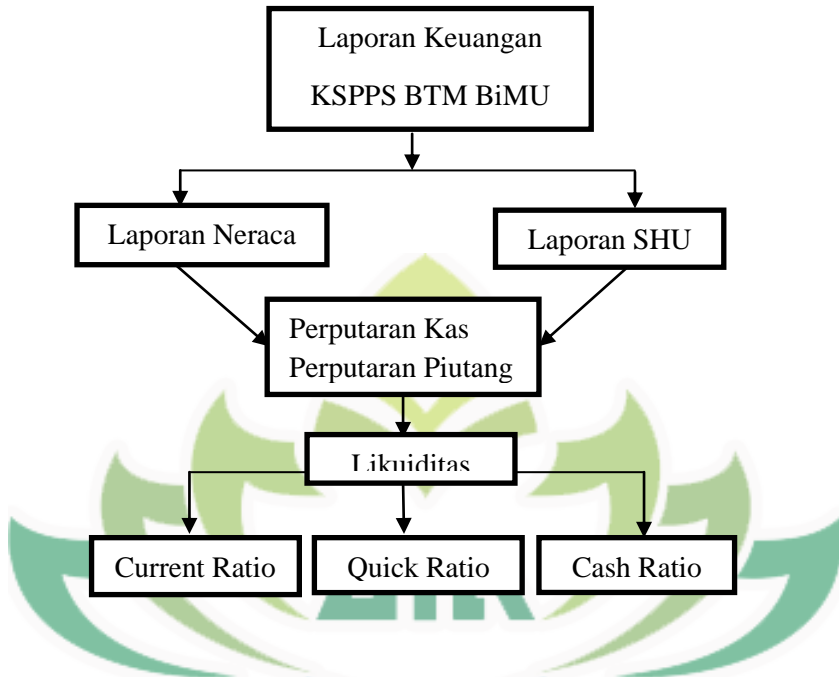 Laporan Keuangan
KSPPS BTM BiMU
Laporan Neraca
Laporan SHU
Perputaran Kas
Perputaran Piutang
Likuiditas
Current Ratio
Quick Ratio
Cash Ratio